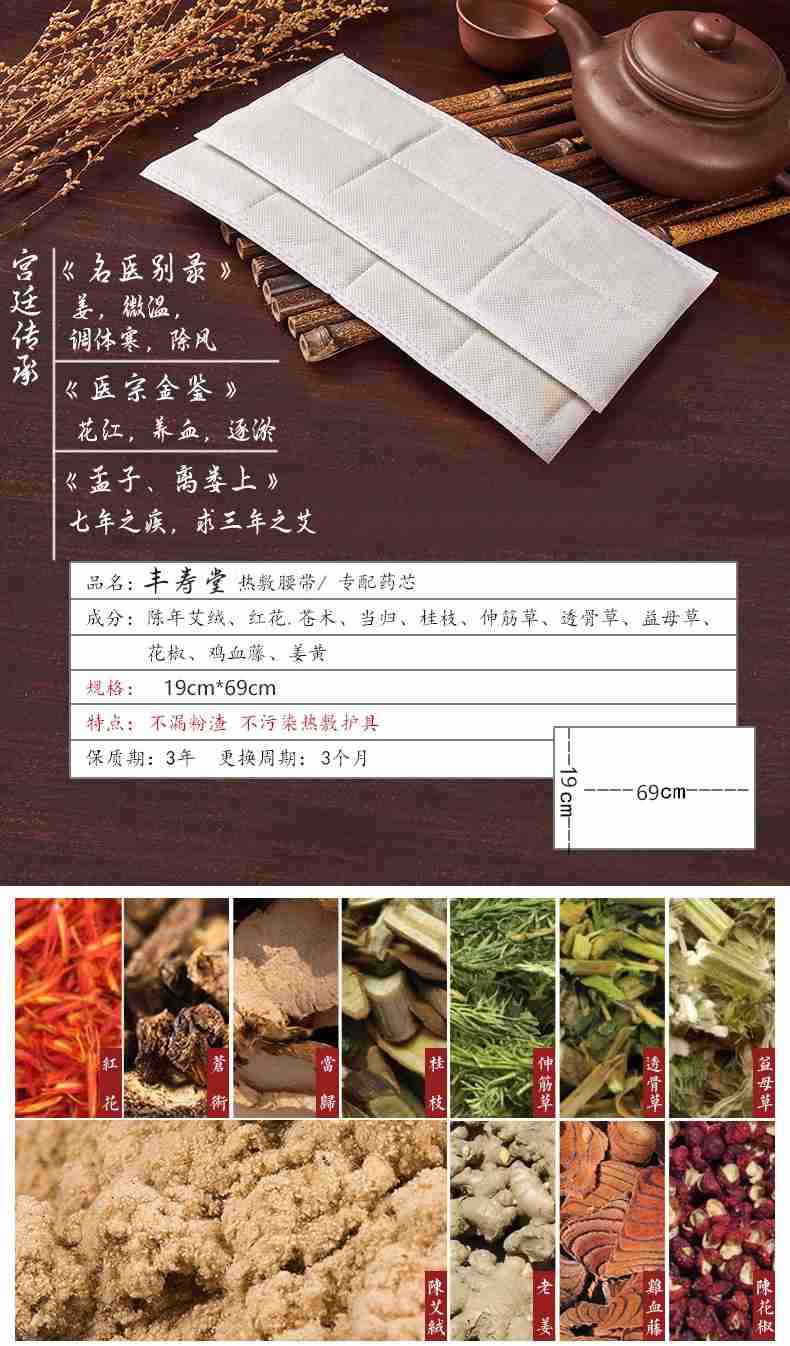 宫廷传承
《名医别录》
姜，微温，
调体寒，除风
《医宗金鉴》
花江，养血，逐淤
《孟子、离娄上》
七年之疾，求三年之艾
品名：丰寿堂 热敷腰带/ 专配药芯
成分：陈年艾绒、红花.苍术、当归、桂枝、伸筋草、透骨草、益母草、
花椒、鸡血藤、姜黄
规格： 19cm*69cm
特点：不漏粉渣 不污染热敷护具
保质期：3年 更换周期：3个月
19cm
69cm
紅花
蒼術
當歸
桂枝
伸筋草
透骨草
益母草
陳艾絨
老姜
雞血藤
陳花椒